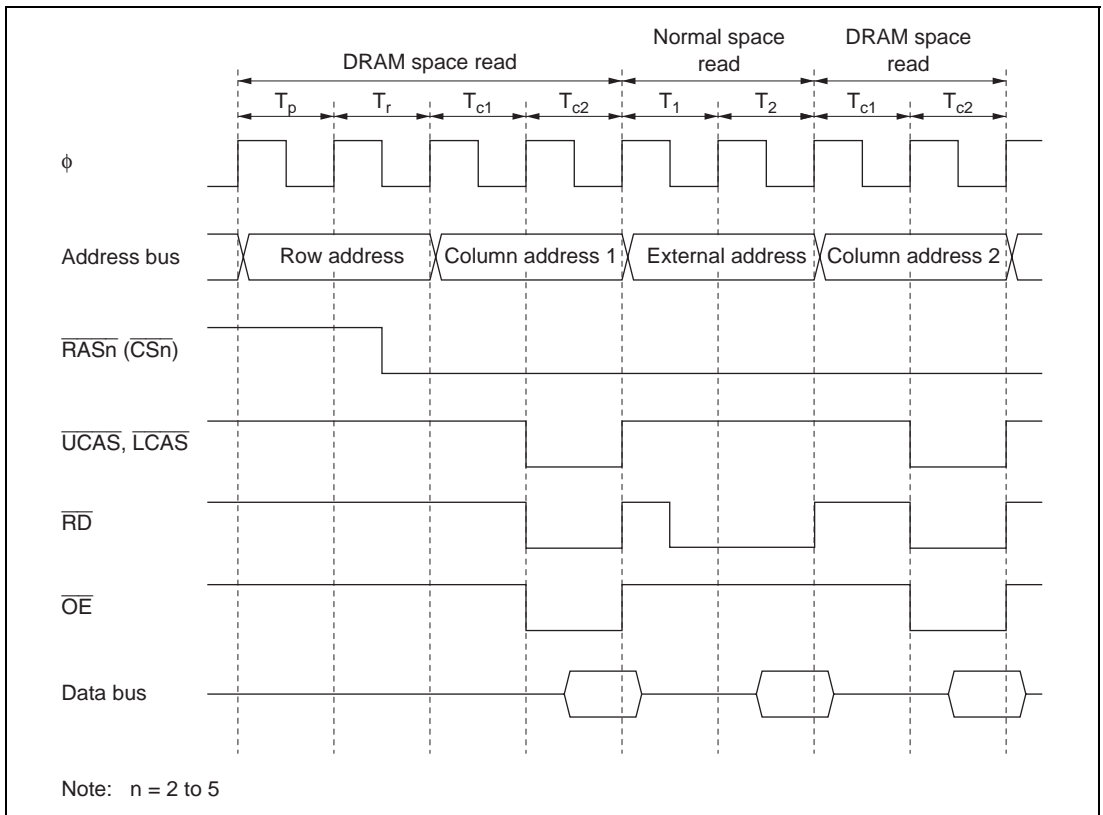 DRAM space read
Normal space read
DRAM space read
Tp Tr Tc1 Tc2 T1 T2 Tc1 Tc2
ϕ
Address bus Row address Column address 1 External address Column address 2
RASn (CSn)
UCAS, LCAS
RD
OE
Data bus
Note: n = 2 to 5